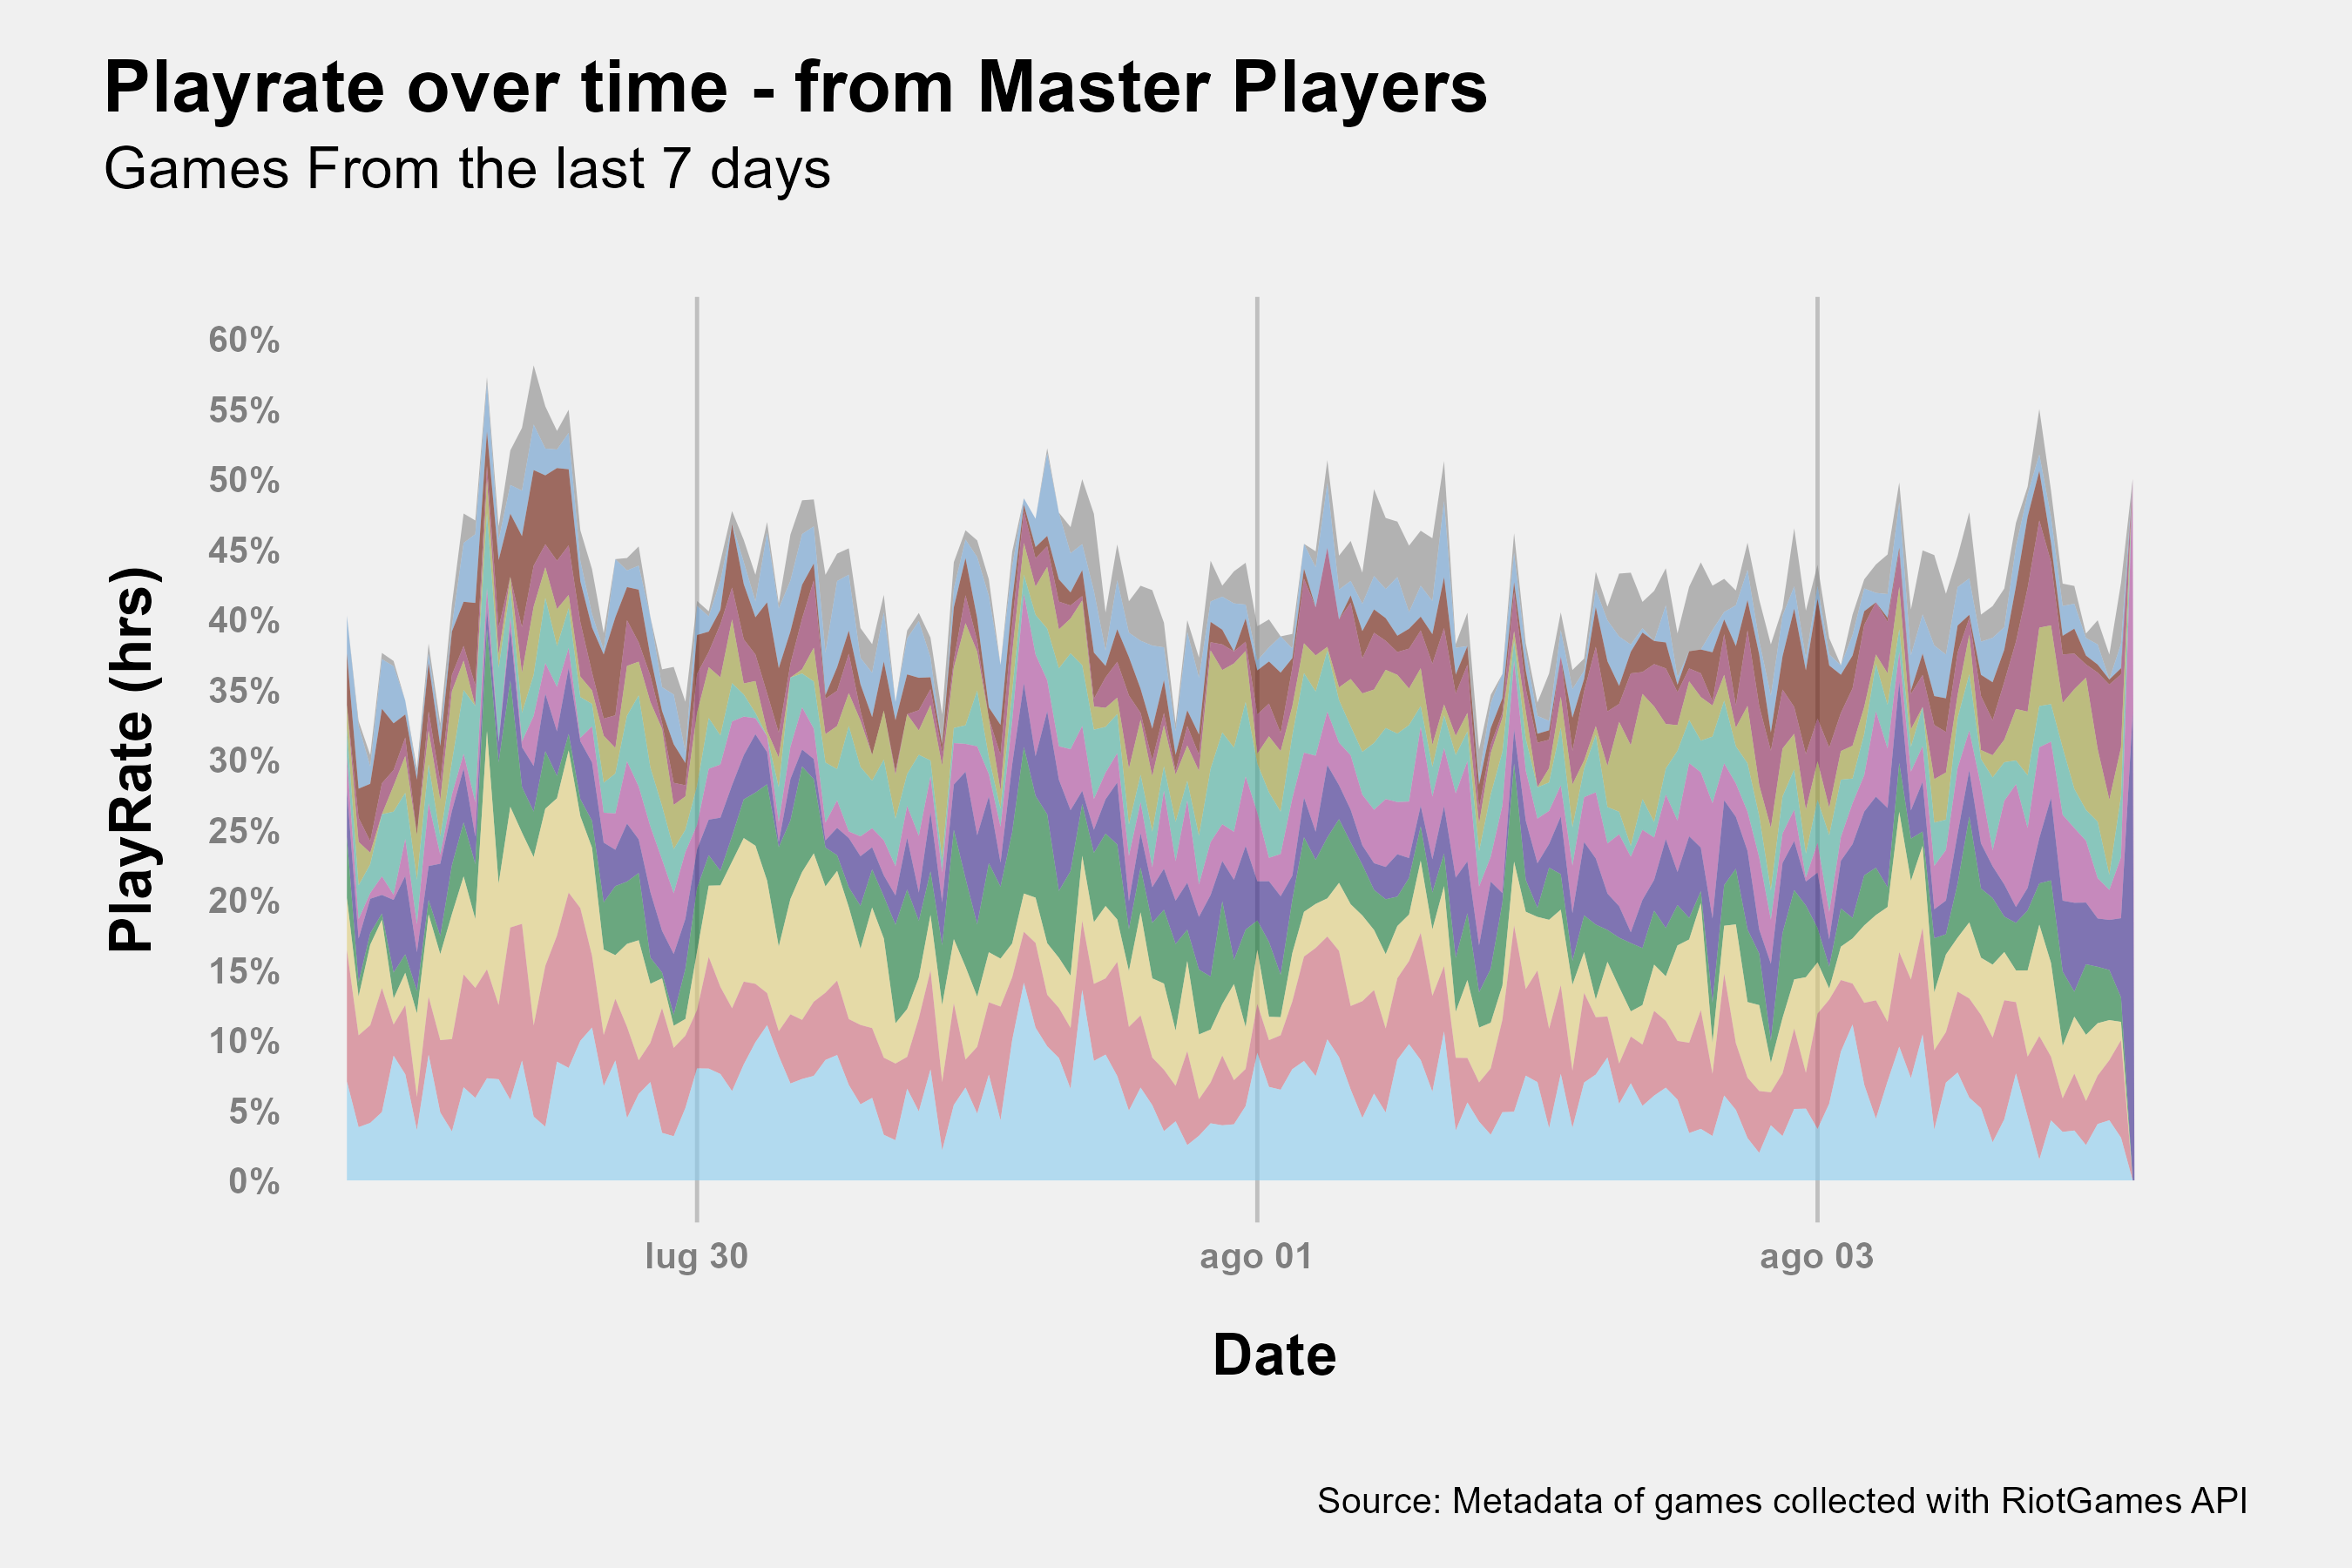 Playrate over time - from Master Players
Games From the last 7 days
60%
55%
50%
45%
40%
35%
30%
25%
20%
15%
10%
5%
0%
PlayRate (hrs)
lug 30
ago 01
ago 03
Date
Source: Metadata of games collected with RiotGames API